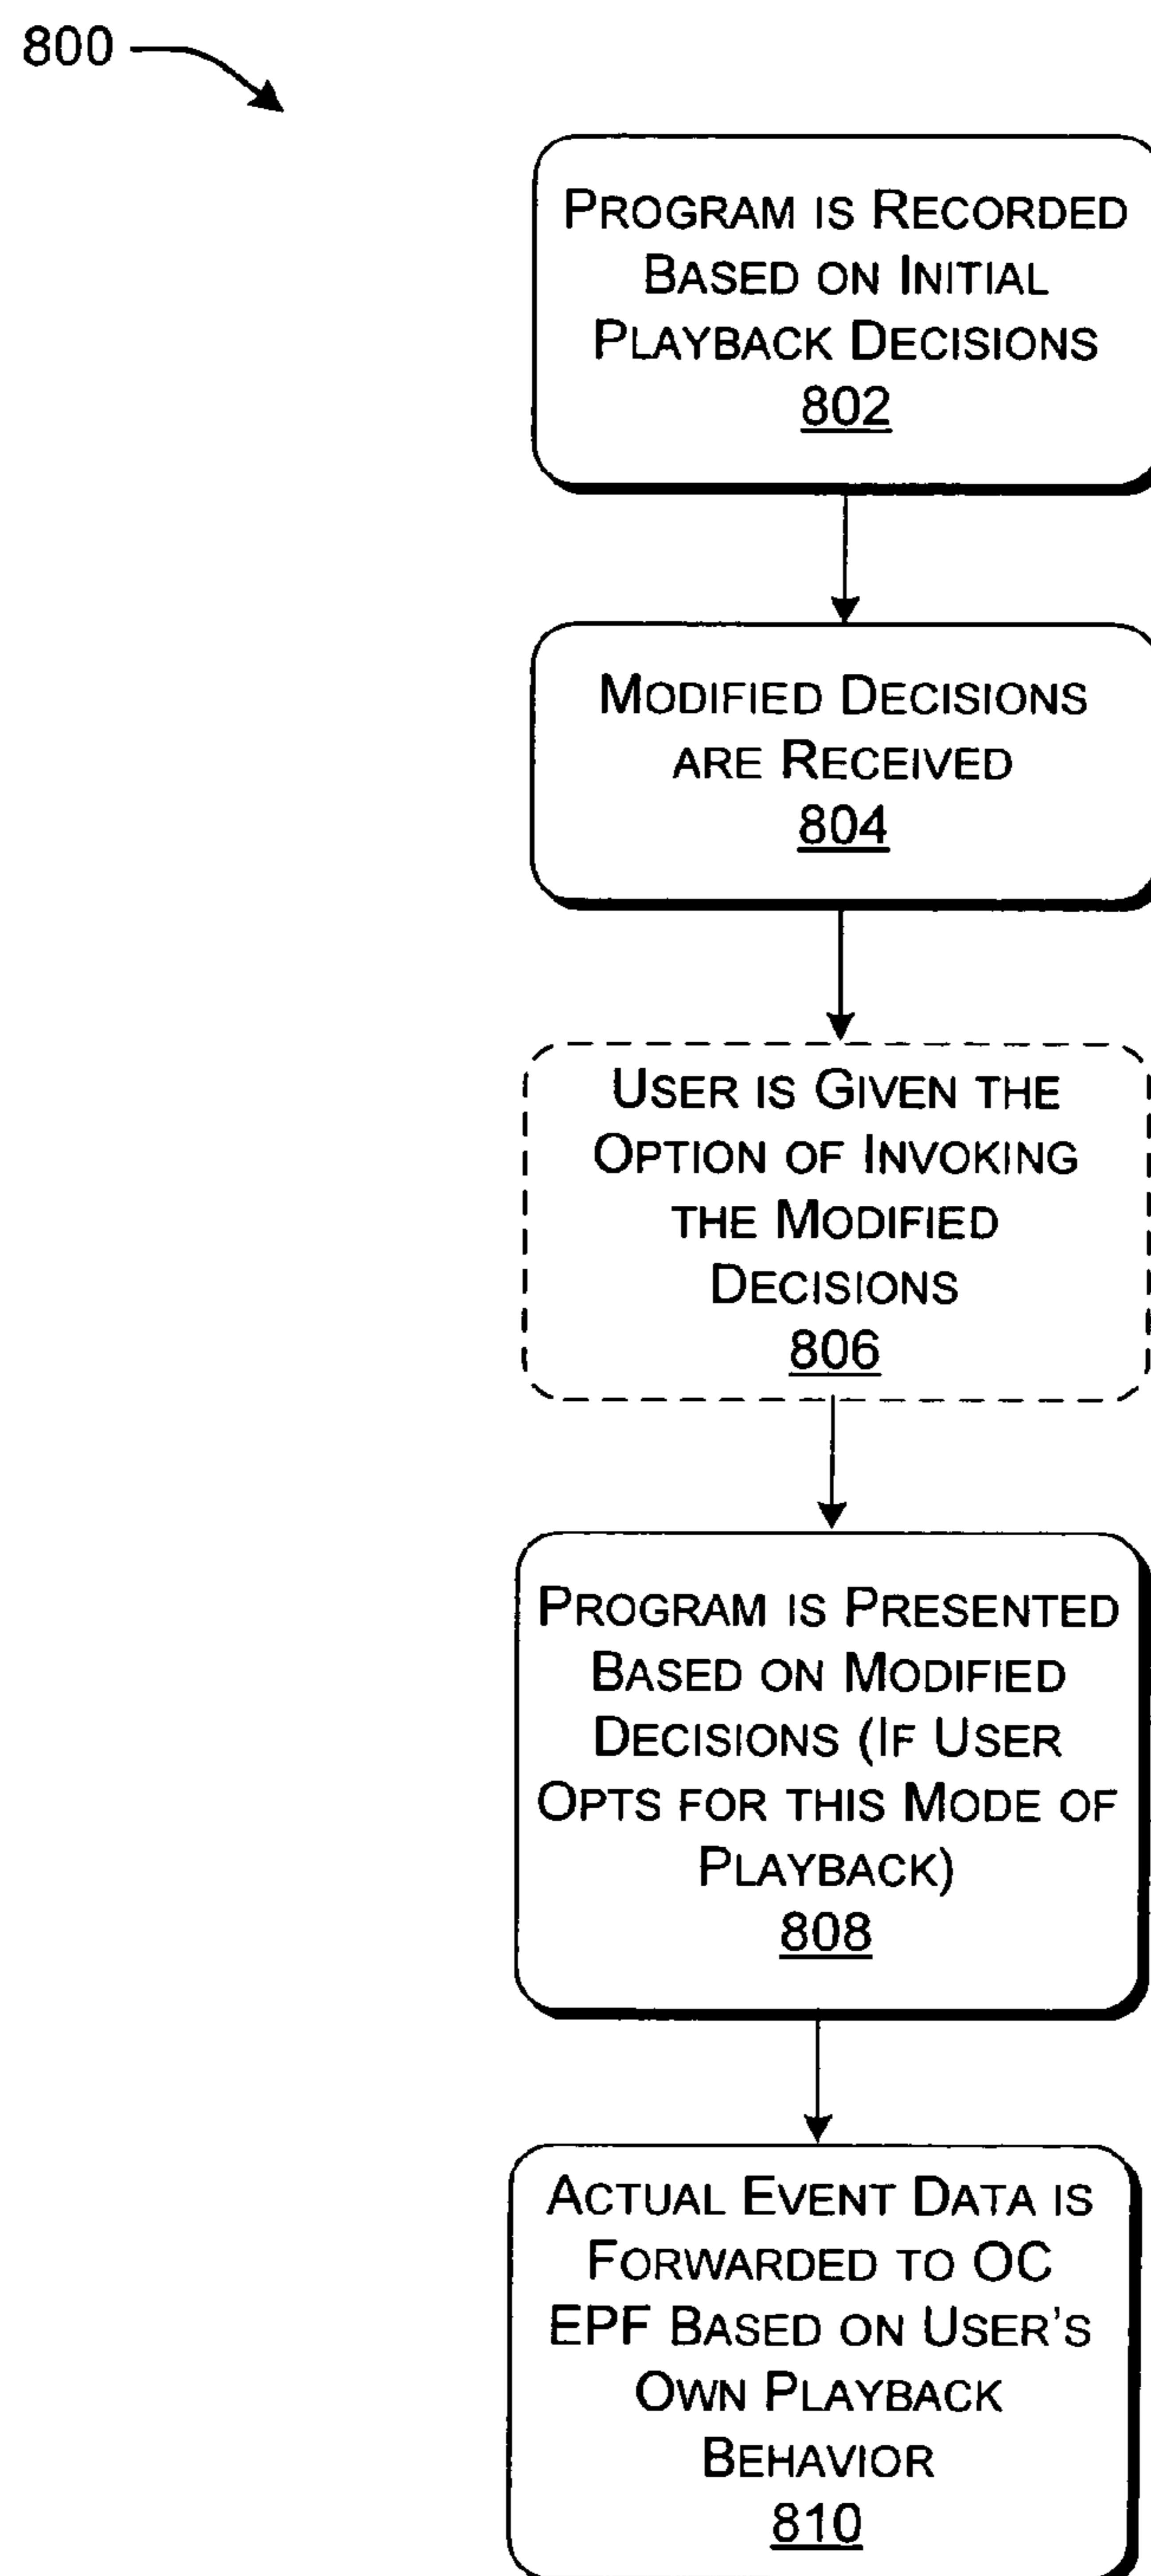 800
PROGRAM IS RECORDED
BASED ON INITIAL
PLAYBACK DECISIONS
802
MODIFIED DECISIONS
ARE RECEIVED
804
USER IS GIVEN THE
OPTION OF INVOKING
THE MODIFIED
DECISIONS
806
PROGRAM IS PRESENTED
BASED ON MODIFIED
DECISIONS (IF USER
OPTS FOR THIS MODE OF
PLAYBACK)
808
ACTUAL EVENT DATA IS
FORWARDED TO OC
EPF BASED ON USER'S
OWN PLAYBACK
BEHAVIOR
810